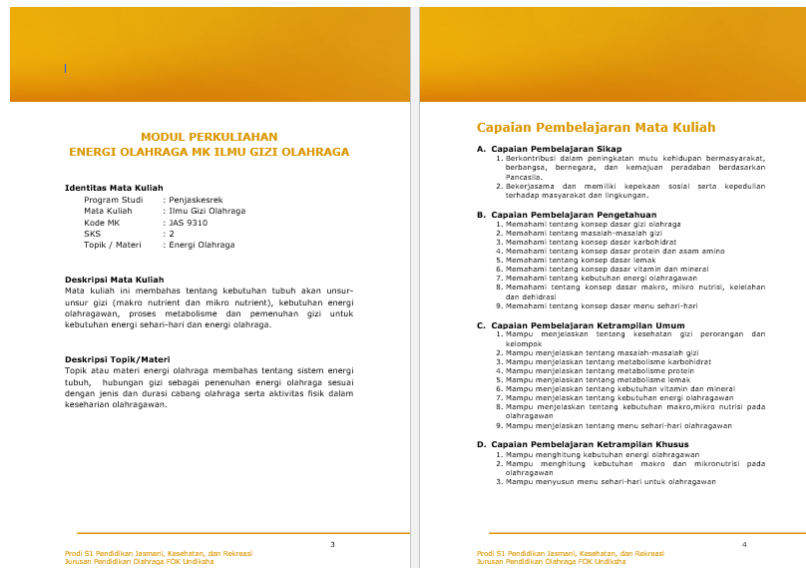 MODUL PERKULIAHAN
ENERGI OLAHRAGA MK ILMU GIZI OLAHRAGA
Identitas Mata Kuliah
Program Studi : Penjaskesrek
Mata Kuliah : Ilmu Gizi Olahraga
Kode MK : JAS 9310
SKS : 2
Topik / Materi : Energi Olahraga
Deskripsi Mata Kuliah
Mata kuliah ini membahas tentang kebutuhan tubuh akan unsur-
unsur gizi (makro nutrient dan mikro nutrient), kebutuhan energi
olahragawan, proses metabolisme dan pemenuhan gizi untuk
kebutuhan energi sehari-hari dan energi olahraga.
Deskripsi Topik/Materi
Topik atau materi energi olahraga membahas tentang sistem energi
tubuh, hubungan gizi sebagai penenuhan energi olahraga sesuai
dengan jenis dan durasi cabang olahraga serta aktivitas fisik dalam
keseharian olahragawan.
3
Prodi S1 Pendidikan Jasmani, Kesehatan, dan Rekreasi
Jurusan Pendidikan Olahraga FOK Undiksha
Capaian Pembelajaran Mata Kuliah
A. Capaian Pembelajaran Sikap
1. Berkontribusi dalam peningkatan mutu kehidupan bermasyarakat,
berbangsa, bernegara, dan kemajuan peradaban berdasarkan
Pancasila.
2. Bekerjasama dan memiliki kepekaan sosial serta kepedulian
terhadap masyarakat dan lingkungan.
B. Capaian Pembelajaran Pengetahuan
1. Memahami tentang konsep dasar gizi olahraga
2. Memahami tentang masalah-masalah gizi
3. Memahami tentang konsep dasar karbohidrat
4. Memahami tentang konsep dasar protein dan asam amino
5. Memahami tentang konsep dasar lemak
6. Memahami tentang konsep dasar vitamin dan mineral
7. Memahami tentang kebutuhan energi olahragawan
8. Memahami tentang konsep dasar makro, mikro nutrisi, kelelahan
dan dehidrasi
9. Memahami tentang konsep dasar menu sehari-hari
C. Capaian Pembelajaran Ketrampilan Umum
1. Mampu menjelaskan tentang kesehatan gizi perorangan dan
kelompok
2. Mampu menjelaskan tentang masalah-masalah gizi
3. Mampu menjelaskan tentang metabolisme karbohidrat
4. Mampu menjelaskan tentang metabolisme protein
5. Mampu menjelaskan tentang metabolisme lemak
6. Mampu menjelaskan tentang kebutuhan vitamin dan mineral
7. Mampu menjelaskan tentang kebutuhan energi olahragawan
8. Mampu menjelaskan tentang kebutuhan makro,mikro nutrisi pada
olahragawan
9. Mampu menjelaskan tentang menu sehari-hari olahragawan
D. Capaian Pembelajaran Ketrampilan Khusus
1. Mampu menghitung kebutuhan energi olahragawan
2. Mampu menghitung kebutuhan makro dan mikronutrisi pada
olahragawan
3. Mampu menyusun menu sehari-hari untuk olahragawan
4
Prodi S1 Pendidikan Jasmani, Kesehatan, dan Rekreasi
Jurusan Pendidikan Olahraga FOK Undiksha